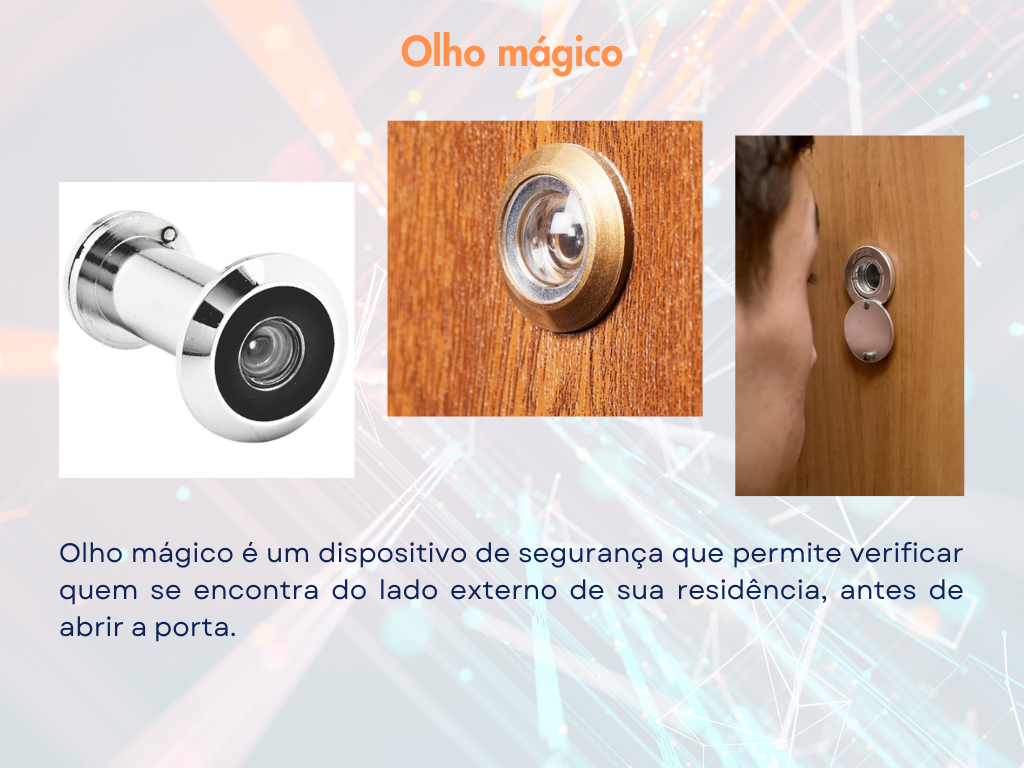 Olho mágico
Olho mágico é um dispositivo de segurança que permite verificar
quem se encontra do lado externo de sua residência, antes de
abrir a porta.